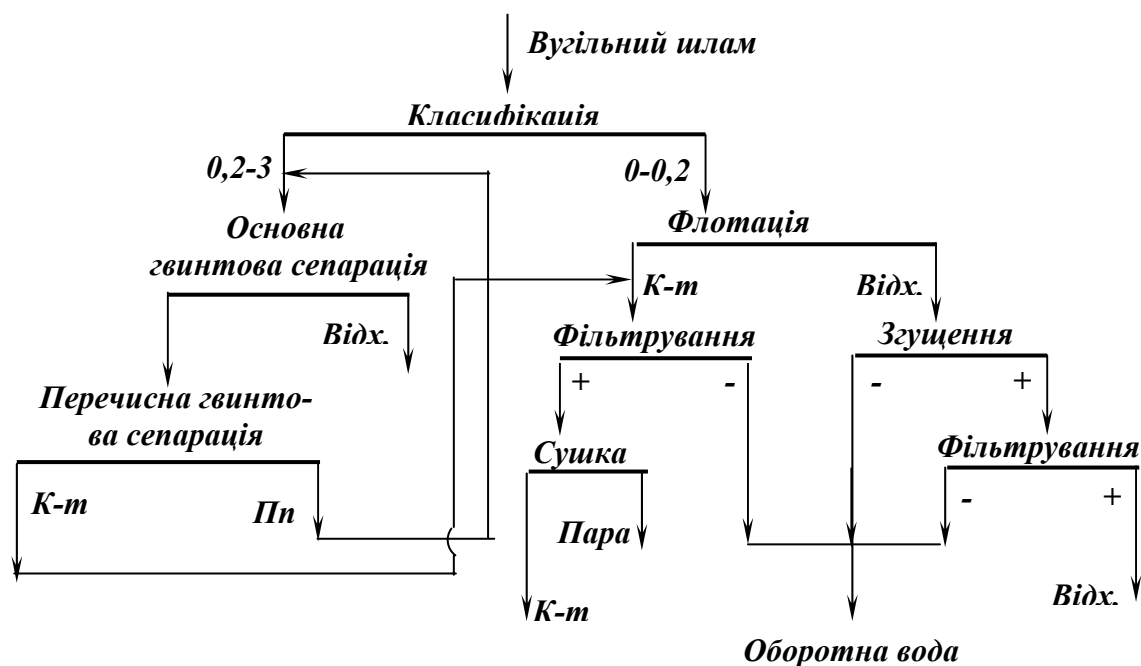 Вугільний шлам
Класифікація
0,2-3
0-0,2
Основна
гвинтова сепарація
Флотація
К-т
Відх.
Відх.
Фільтрування
Згущення
+
-
-
+
Перечисна гвинто-
ва сепарація
Сушка
Фільтрування
К-т
Пп
Пара
-
+
К-т
Відх.
Оборотна вода